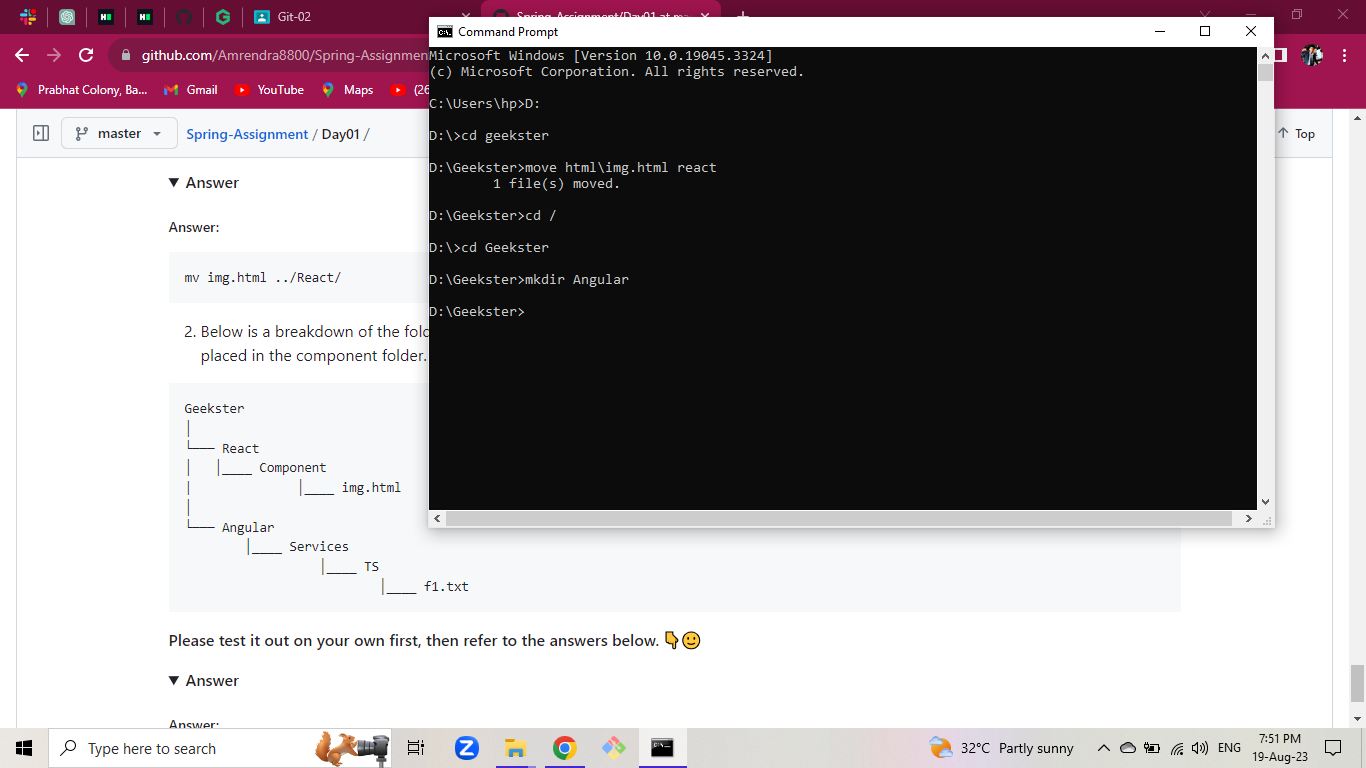 Git-02
Spring-Assignment/Day01 at ma
github.com/Amrendra8800/Spring-Assignmen
Prabhat Colony, Ba...
Gmail
YouTube
Maps
(26
master
Spring-Assignment / Day01 /
Top
Answer
Answer:
mv img.html ../React/
2. Below is a breakdown of the fold
placed in the component folder.
Geekster
React
Component
img.html
Angular
Services
TS
f1.txt
Please test it out on your own first, then refer to the answers below. 👇🙂
Answer
Answer:
Command Prompt
Microsoft Windows [Version 10.0.19045.3324]
(c) Microsoft Corporation. All rights reserved.
C:\Users\hp>D:
D:\>cd geekster
D:\Geekster>move html\img.html react
1 file(s) moved.
D:\Geekster>cd /
D:\>cd Geekster
D:\Geekster>mkdir Angular
D:\Geekster>
Type here to search
32°C Partly sunny
ENG
7:51 PM
19-Aug-23